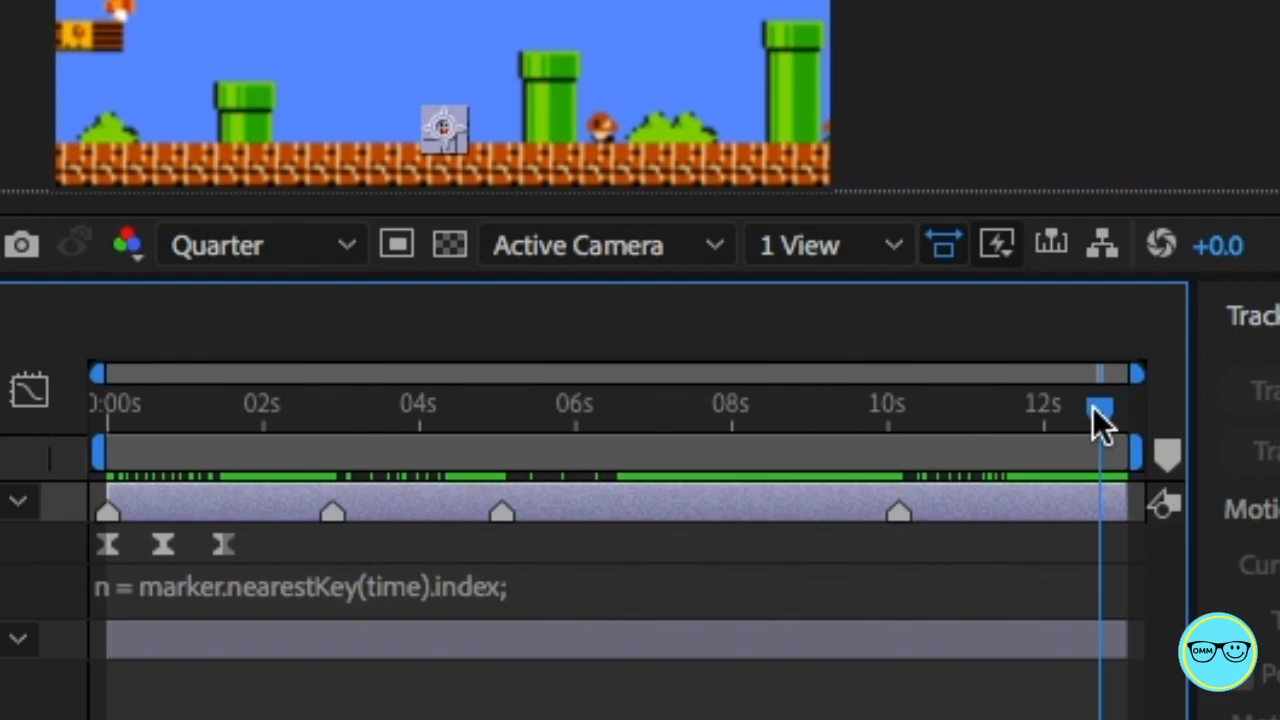 Quarter Active Camera 1 View +0.0
Track
0:00s 02s 04s 06s 08s 10s 12s
n = marker.nearestKey(time).index;
OMM